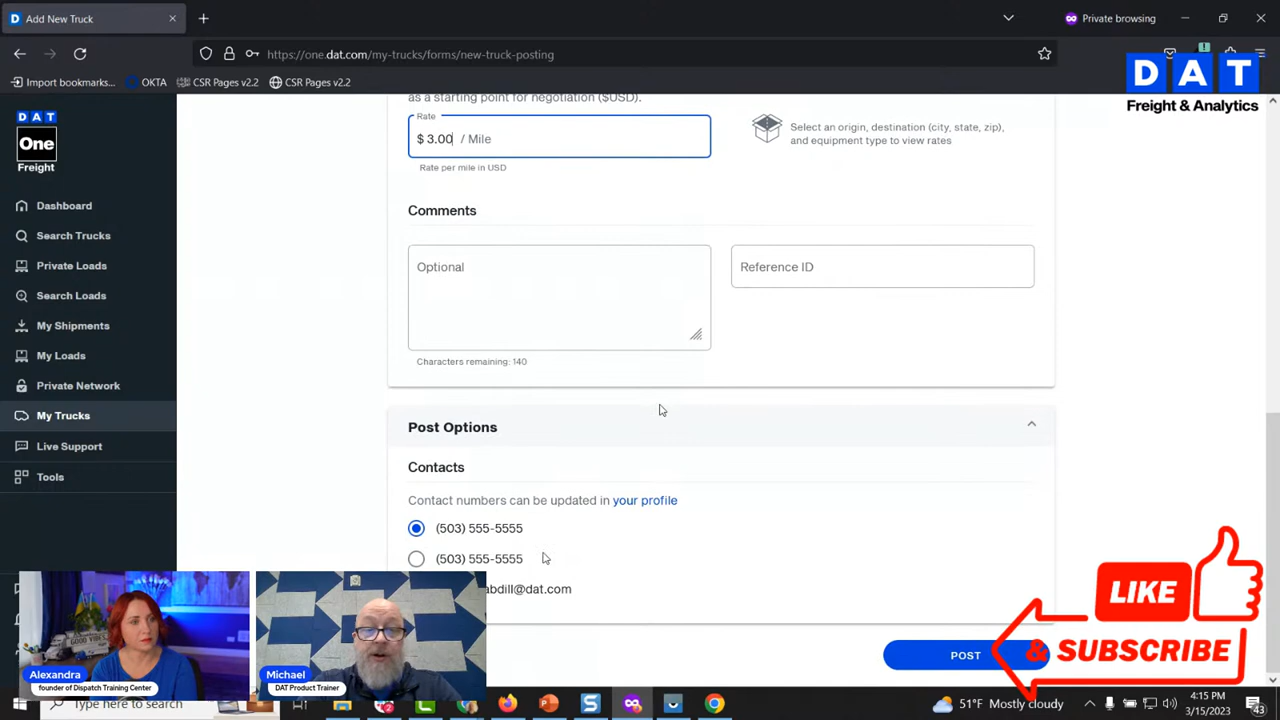 Add New Truck
Private browsing
https://one.dat.com/my-trucks/forms/new-truck-posting
Import bookmarks...
OKTA
CSR Pages v2.2
CSR Pages v2.2
DAT
Freight & Analytics
DAT
One
Freight
Dashboard
Search Trucks
Private Loads
Search Loads
My Shipments
My Loads
Private Network
My Trucks
Live Support
Tools
as a starting point for negotiation ($USD).
Rate
$ 3.00 / Mile
Rate per mile in USD
Select an origin, destination (city, state, zip),
and equipment type to view rates
Comments
Optional
Reference ID
Characters remaining: 140
Post Options
Contacts
Contact numbers can be updated in your profile
(503) 555-5555
(503) 555-5555
abdill@dat.com
POST
LIKE
& SUBSCRIBE
Alexandra
founder of Dispatch Training Center
Michael
DAT Product Trainer
Type here to search
51°F Mostly cloudy
4:15 PM
3/15/2023
43